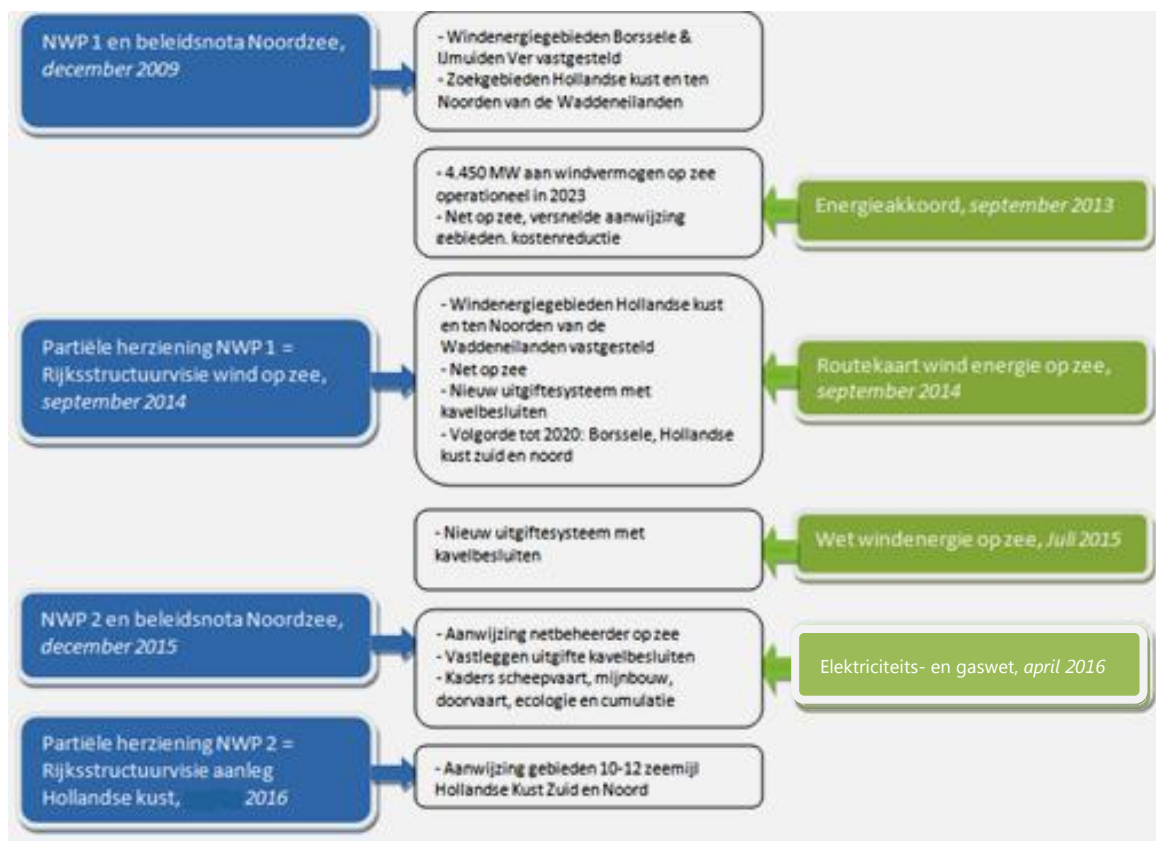 NWP 1 en beleidsnota Noordzee,
december 2009
- Windenergiegebieden Borssele &
IJmuiden Ver vastgesteld
- Zoekgebieden Hollandse kust en ten
Noorden van de Waddeneilanden
- 4.450 MW aan windvermogen op zee
operationeel in 2023
- Net op zee, versnelde aanwijzing
gebieden, kostenreductie
Energieakkoord, september 2013
Partiële herziening NWP 1 =
Rijksstructuurvisie wind op zee,
september 2014
- Windenergiegebieden Hollandse kust
en ten Noorden van de
Waddeneilanden vastgesteld
- Net op zee
- Nieuw uitgiftesysteem met
kavelbesluiten
- Volgorde tot 2020: Borssele, Hollandse
kust zuid en noord
Routekaart wind energie op zee,
september 2014
- Nieuw uitgiftesysteem met
kavelbesluiten
Wet windenergie op zee, Juli 2015
NWP 2 en beleidsnota Noordzee,
december 2015
- Aanwijzing netbeheerder op zee
- Vastleggen uitgifte kavelbesluiten
- Kaders scheepvaart, mijnbouw,
doorvaart, ecologie en cumulatie
Elektriciteits- en gaswet, april 2016
Partiële herziening NWP 2 =
Rijksstructuurvisie aanleg
Hollandse kust, 2016
- Aanwijzing gebieden 10-12 zeemijl
Hollandse Kust Zuid en Noord